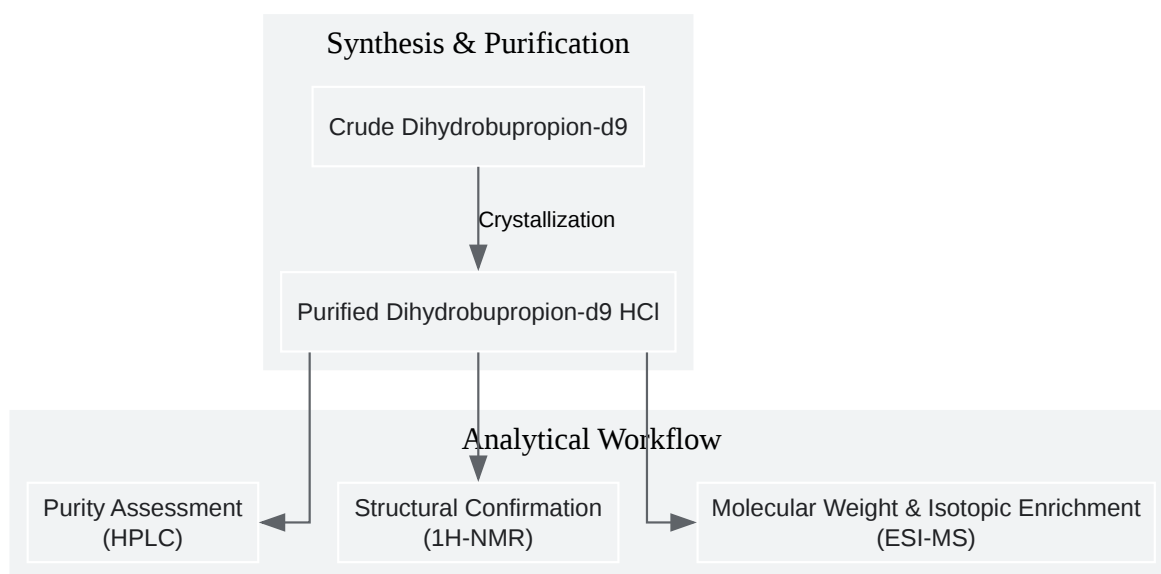 Synthesis & Purification
Crude Dihydrobupropion-d9
Crystallization
Purified Dihydrobupropion-d9 HCl
Analytical Workflow
Purity Assessment
(HPLC)
Structural Confirmation
(1H-NMR)
Molecular Weight & Isotopic Enrichment
(ESI-MS)